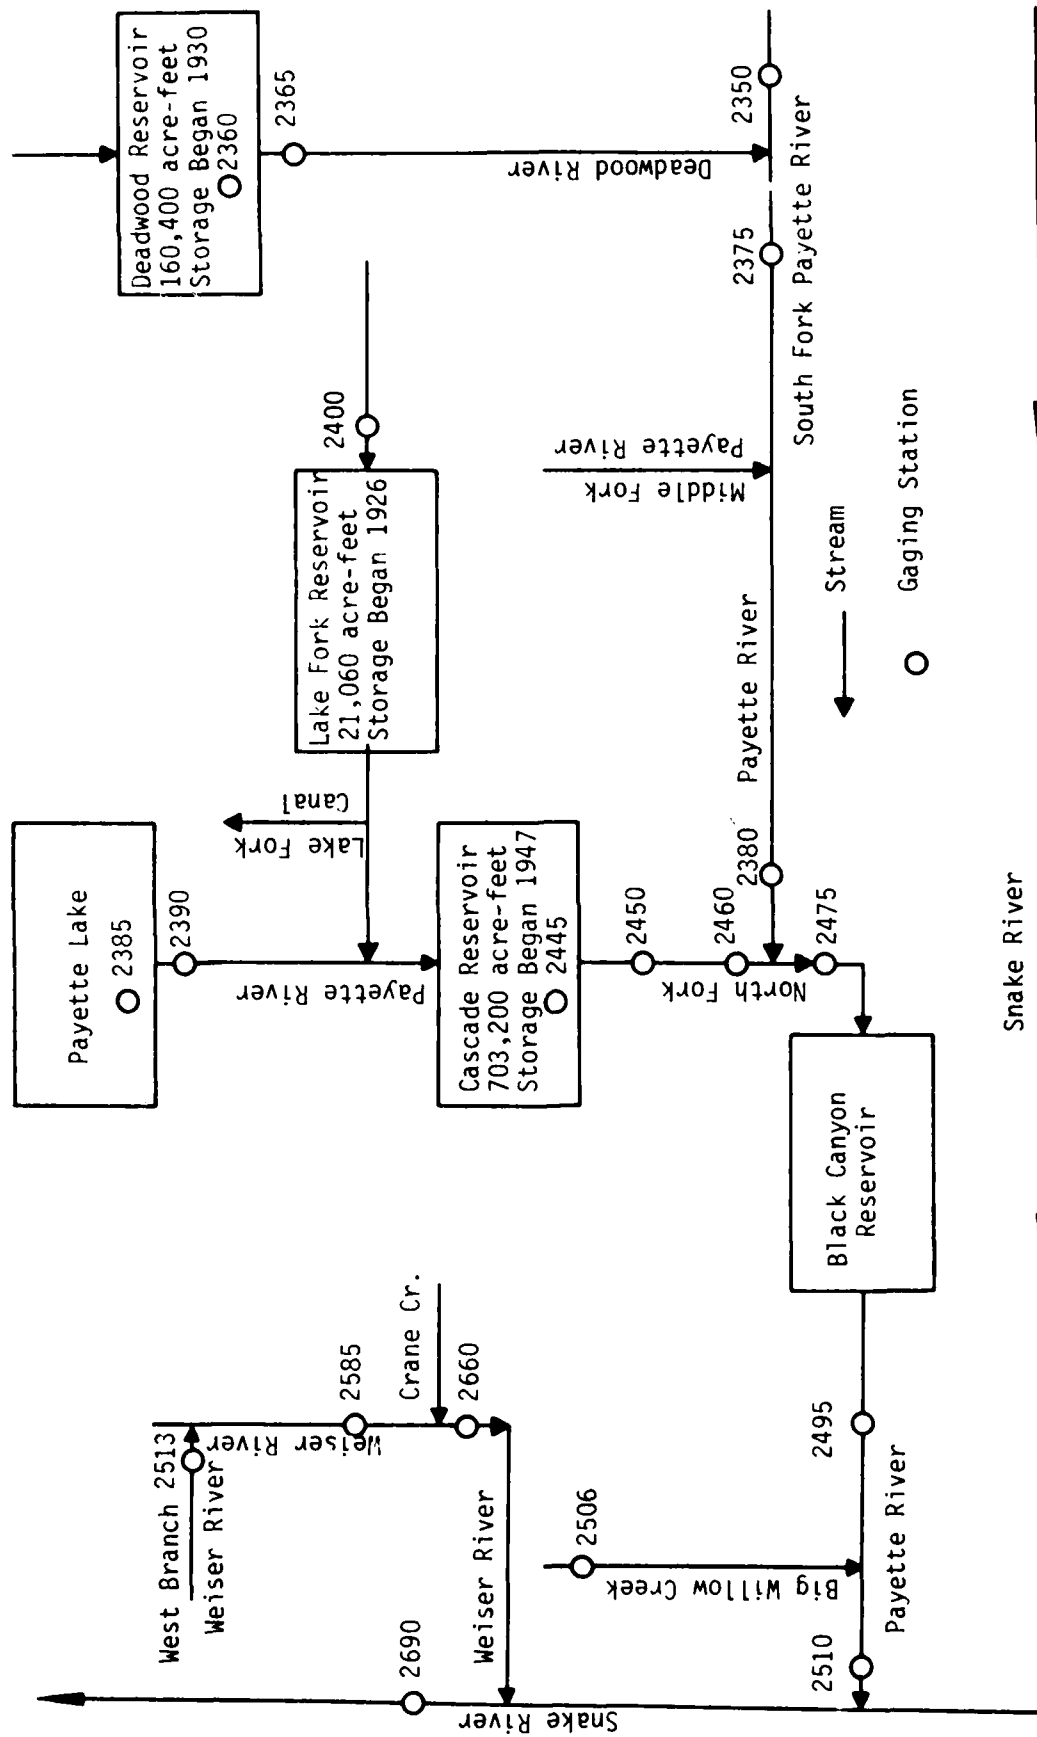 Deadwood Reservoir
160,400 acre-feet
Storage Began 1930
2360
2365
Deadwood River
2350
South Fork Payette River
2375
2400
Lake Fork Reservoir
21,060 acre-feet
Storage Began 1926
Middle Fork
Payette River
Stream
Gaging Station
Payette Lake
2385
2390
Payette River
Lake Fork
Canal
Cascade Reservoir
703,200 acre-feet
Storage Began 1947
2445
2450
2460
North Fork
2380
Payette River
2475
Black Canyon
Reservoir
Snake River
West Branch
Weiser River
2513
Weiser River
2585
Crane Cr.
2660
Weiser River
2690
Snake River
2506
Big Willow Creek
2495
Payette River
2510